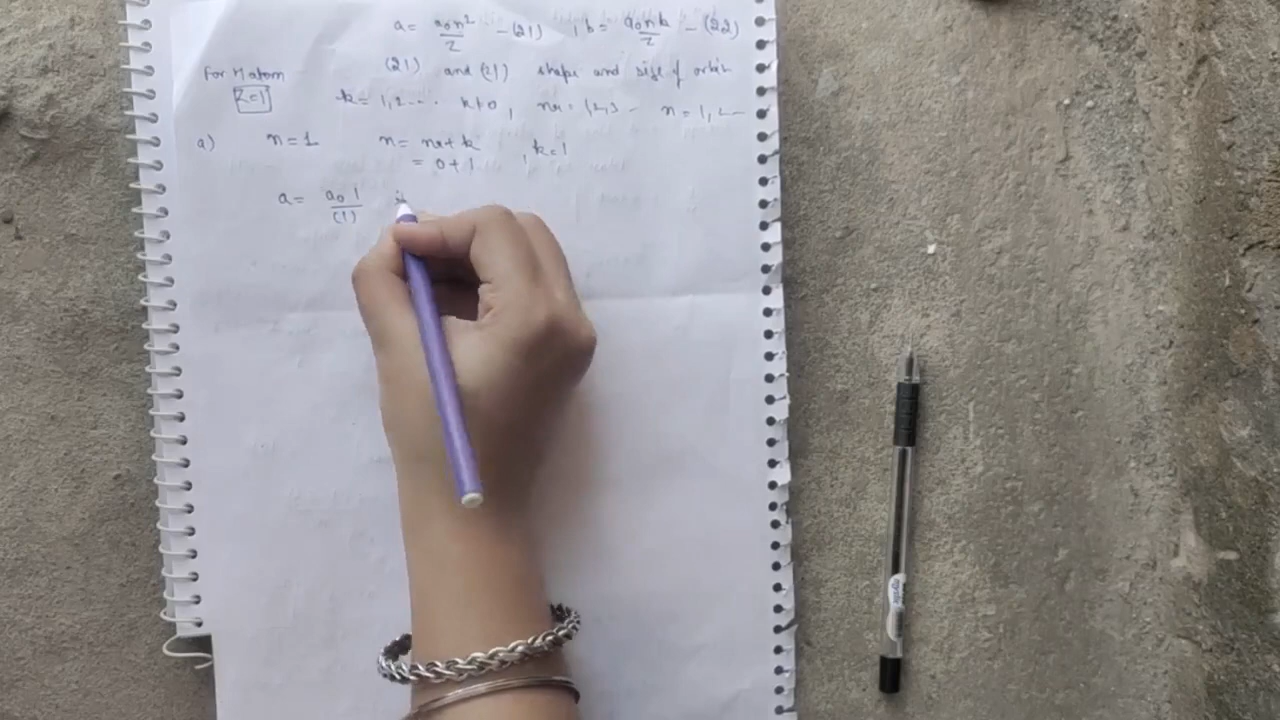 a = a₀n²/Z - (21) , b = a₀nk/Z - (22)
For H atom (21) and (21) shape and size of orbit
Z=1 k = 1, 2 .... k≠0, nr = 1, 2, 3 - n = 1, 2 -
a) n = 1 n = nr + k , k=1
= 0 + 1
a = a₀ 1/(1)
mystic